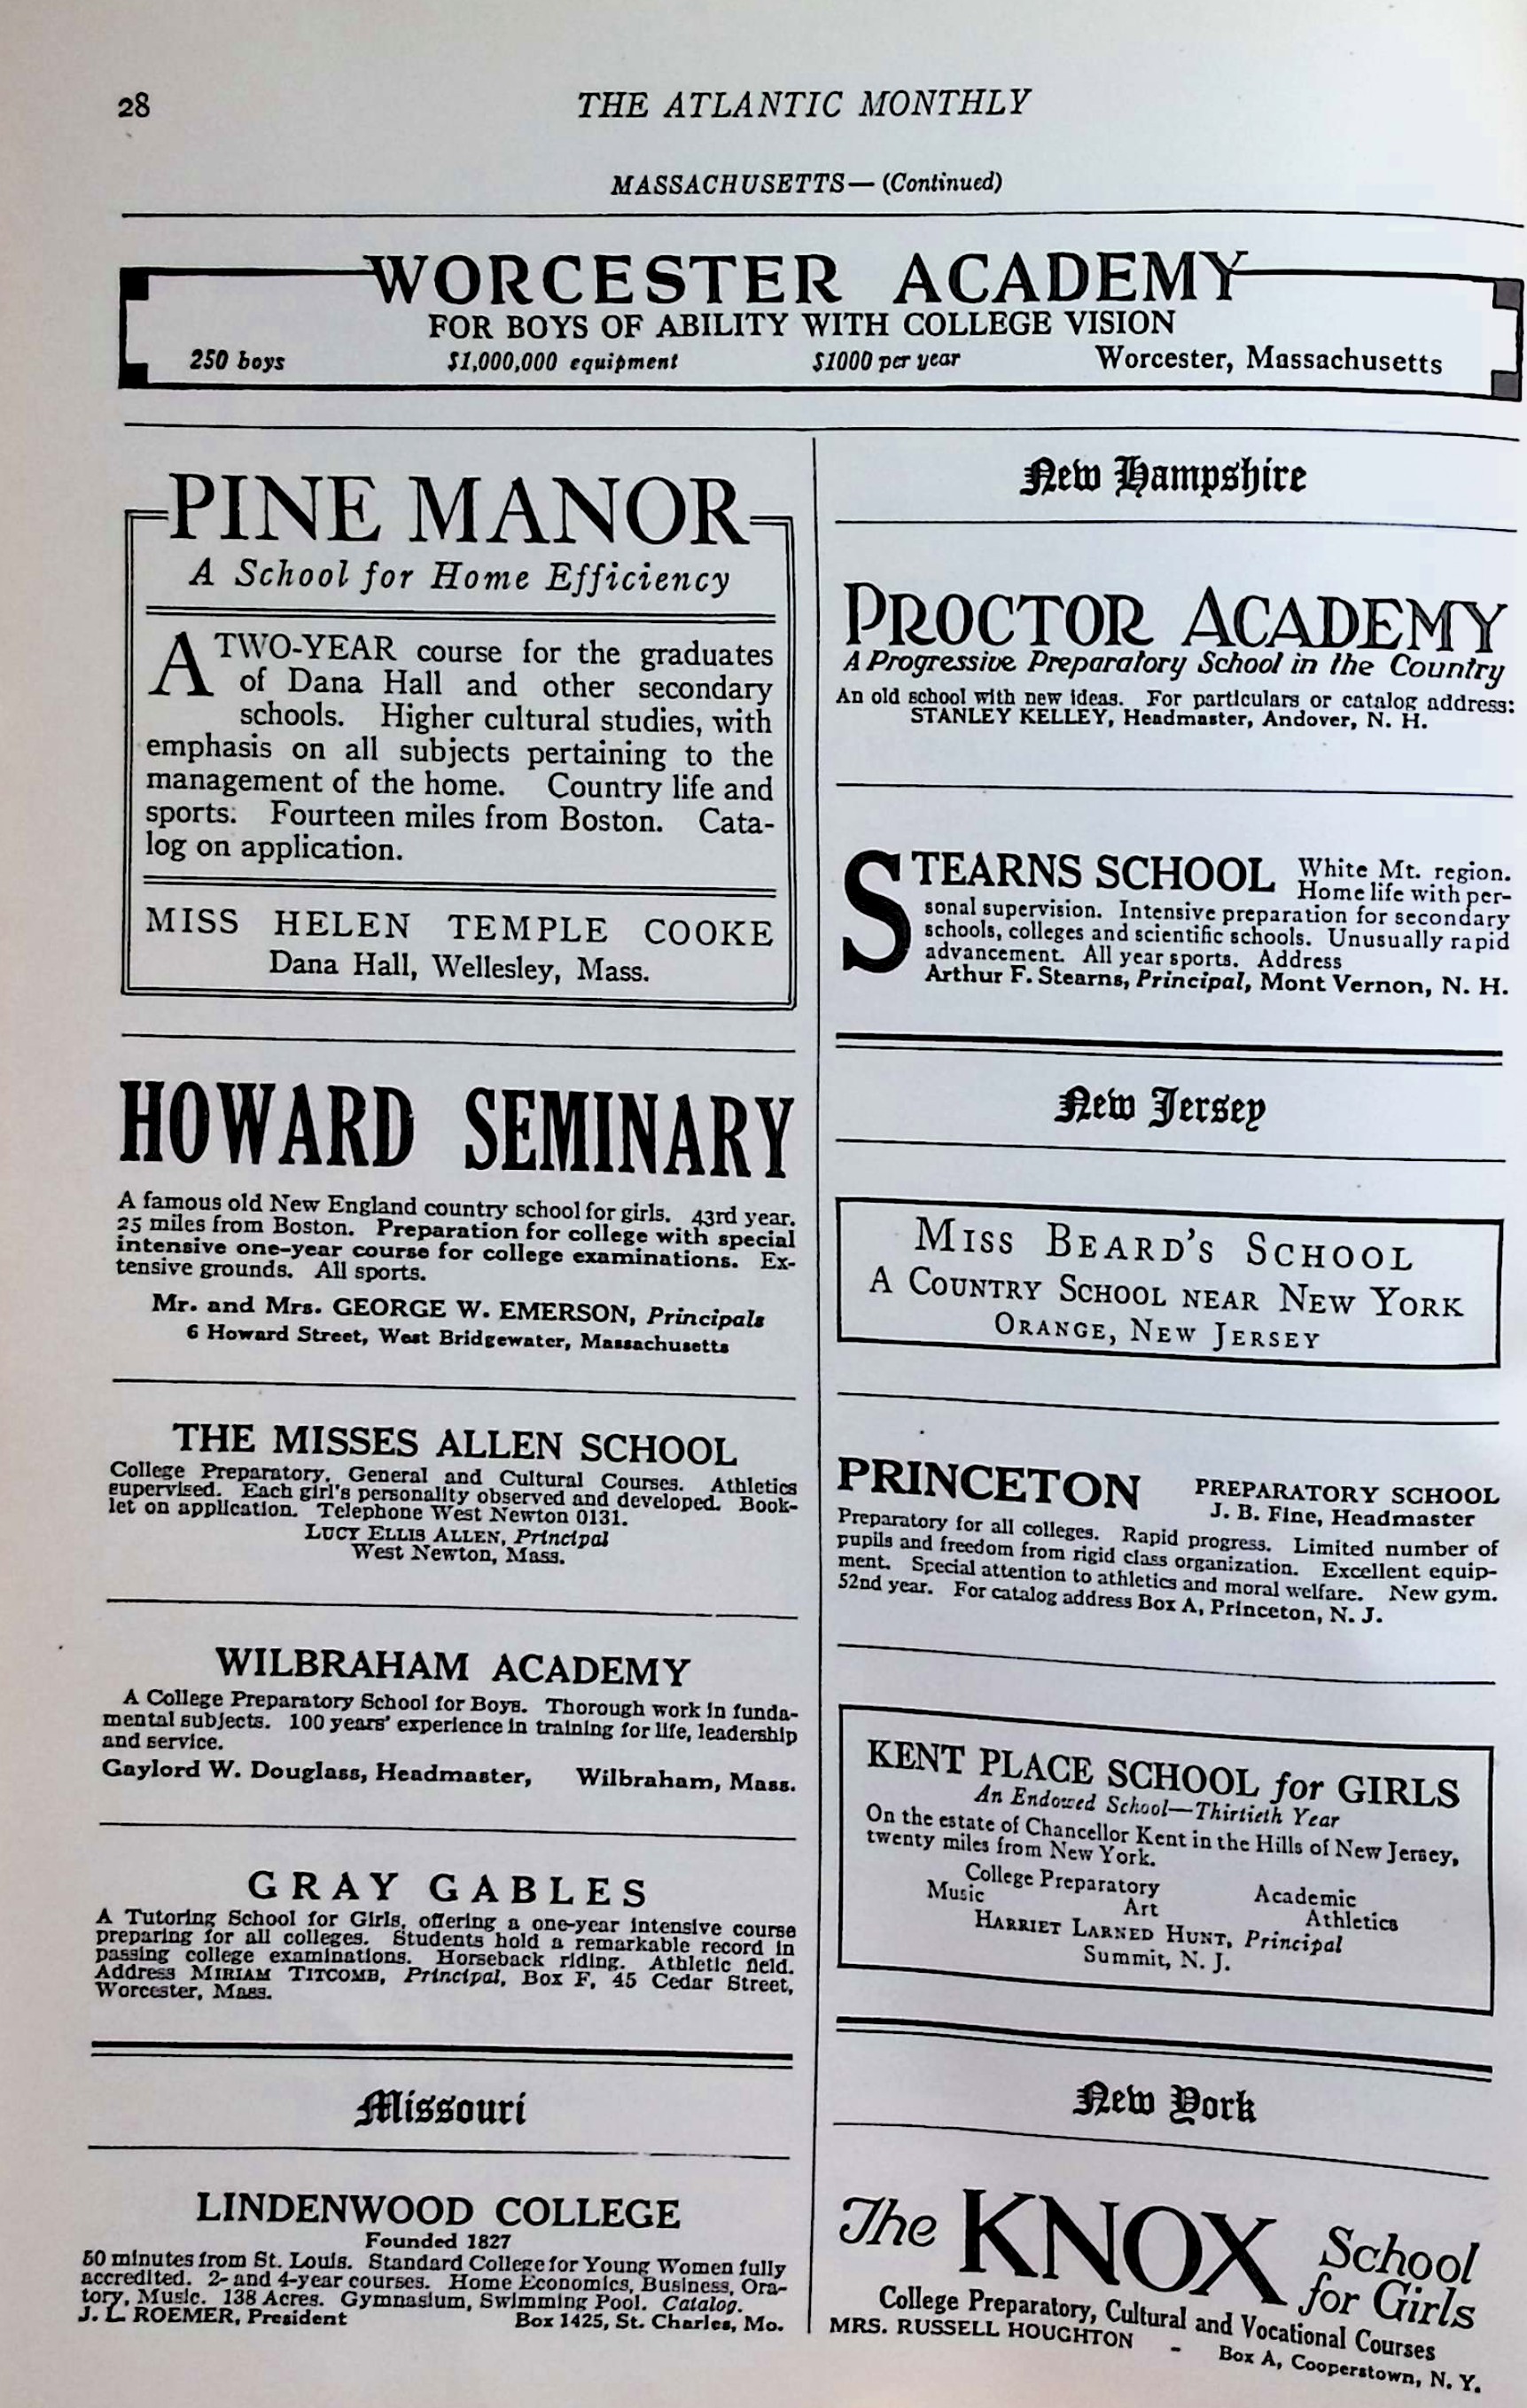 28
THE ATLANTIC MONTHLY
MASSACHUSETTS— (Continued)
WORCESTER ACADEMY
FOR BOYS OF ABILITY WITH COLLEGE VISION
250 boys $1,000,000 equipment $1000 per year Worcester, Massachusetts
PINE MANOR
A School for Home Efficiency
A TWO-YEAR course for the graduates
of Dana Hall and other secondary
schools. Higher cultural studies, with
emphasis on all subjects pertaining to the
management of the home. Country life and
sports. Fourteen miles from Boston. Cata-
log on application.
MISS HELEN TEMPLE COOKE
Dana Hall, Wellesley, Mass.
HOWARD SEMINARY
A famous old New England country school for girls. 43rd year.
25 miles from Boston. Preparation for college with special
intensive one-year course for college examinations. Ex-
tensive grounds. All sports.
Mr. and Mrs. GEORGE W. EMERSON, Principals
6 Howard Street, West Bridgewater, Massachusetts
THE MISSES ALLEN SCHOOL
College Preparatory, General and Cultural Courses. Athletics
supervised. Each girl's personality observed and developed. Book-
let on application. Telephone West Newton 0131.
LUCY ELLIS ALLEN, Principal
West Newton, Mass.
WILBRAHAM ACADEMY
A College Preparatory School for Boys. Thorough work in funda-
mental subjects. 100 years' experience in training for life, leadership
and service.
Gaylord W. Douglass, Headmaster, Wilbraham, Mass.
GRAY GABLES
A Tutoring School for Girls, offering a one-year intensive course
preparing for all colleges. Students hold a remarkable record in
passing college examinations. Horseback riding. Athletic field.
Address MIRIAM TITCOMB, Principal, Box F, 45 Cedar Street,
Worcester, Mass.
Missouri
LINDENWOOD COLLEGE
Founded 1827
50 minutes from St. Louis. Standard College for Young Women fully
accredited. 2- and 4-year courses. Home Economics, Business, Ora-
tory, Music. 138 Acres. Gymnasium, Swimming Pool. Catalog.
J. L. ROEMER, President Box 1425, St. Charles, Mo.
New Hampshire
PROCTOR ACADEMY
A Progressive Preparatory School in the Country
An old school with new ideas. For particulars or catalog address:
STANLEY KELLEY, Headmaster, Andover, N. H.
STEARNS SCHOOL White Mt. region.
Home life with per-
sonal supervision. Intensive preparation for secondary
schools, colleges and scientific schools. Unusually rapid
advancement. All year sports. Address
Arthur F. Stearns, Principal, Mont Vernon, N. H.
New Jersey
MISS BEARD'S SCHOOL
A COUNTRY SCHOOL NEAR NEW YORK
ORANGE, NEW JERSEY
PRINCETON PREPARATORY SCHOOL
J. B. Fine, Headmaster
Preparatory for all colleges. Rapid progress. Limited number of
pupils and freedom from rigid class organization. Excellent equip-
ment. Special attention to athletics and moral welfare. New gym.
52nd year. For catalog address Box A, Princeton, N. J.
KENT PLACE SCHOOL for GIRLS
An Endowed School—Thirtieth Year
On the estate of Chancellor Kent in the Hills of New Jersey,
twenty miles from New York.
College Preparatory Academic
Music Art Athletics
HARRIET LARNED HUNT, Principal
Summit, N. J.
New York
The KNOX School
for Girls
College Preparatory, Cultural and Vocational Courses
MRS. RUSSELL HOUGHTON - Box A, Cooperstown, N. Y.